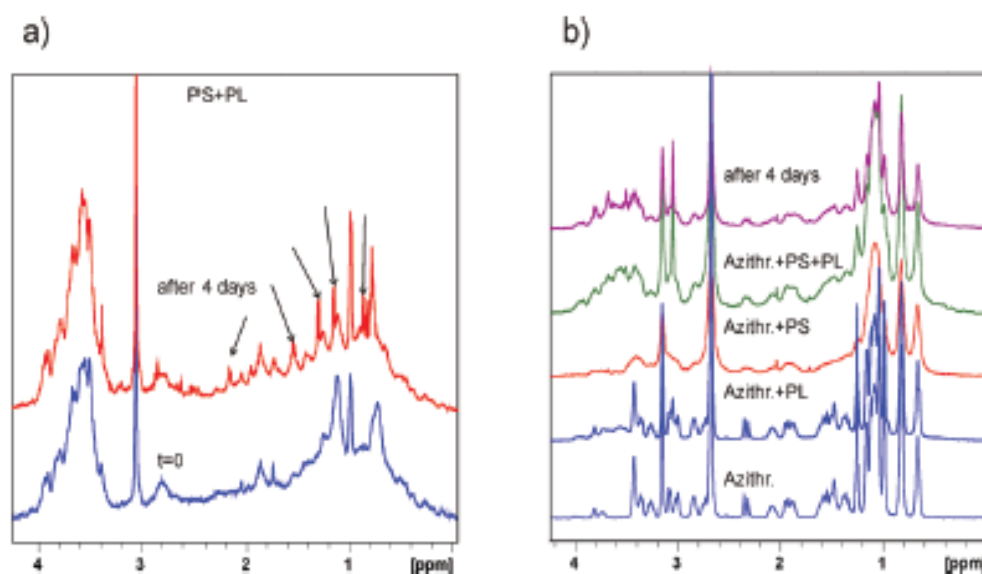 a)
PS+PL
after 4 days
t=0
4 3 2 1 [ppm]
b)
after 4 days
Azithr.+PS+PL
Azithr.+PS
Azithr.+PL
Azithr.
4 3 2 1 [ppm]